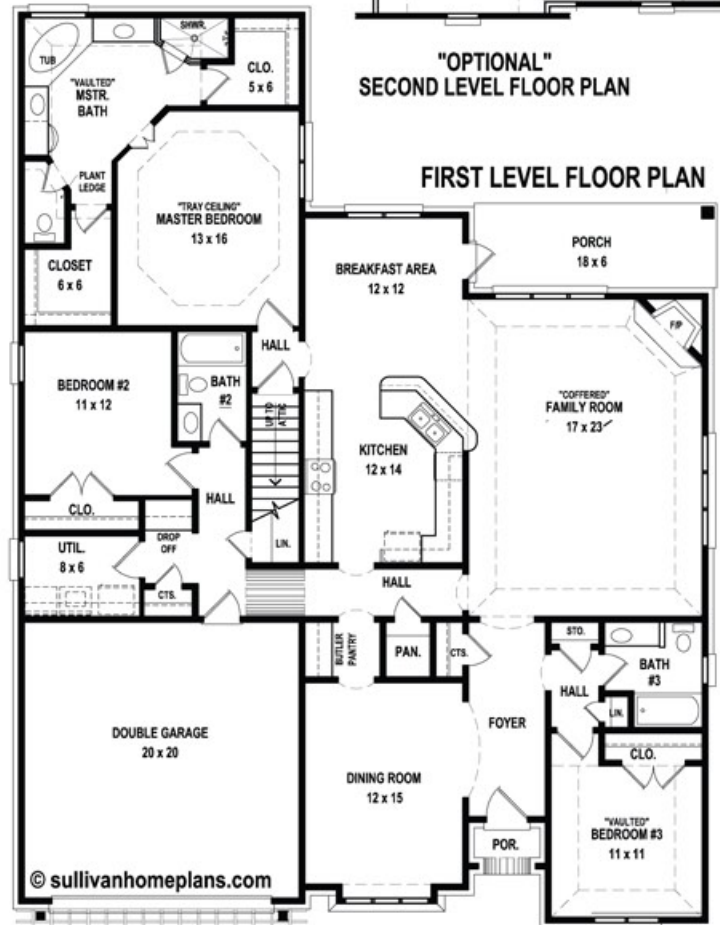 "OPTIONAL"
SECOND LEVEL FLOOR PLAN
FIRST LEVEL FLOOR PLAN
SHWR.
TUB
"VAULTED"
MSTR.
BATH
CLO.
5 x 6
PLANT
LEDGE
"TRAY CEILING"
MASTER BEDROOM
13 x 16
CLOSET
6 x 6
BREAKFAST AREA
12 x 12
PORCH
18 x 6
F/P
HALL
BEDROOM #2
11 x 12
BATH
#2
UP TO
ATTIC
"COFFERED"
FAMILY ROOM
17 x 23
KITCHEN
12 x 14
HALL
CLO.
DROP
OFF
LIN.
UTIL.
8 x 6
CTS.
HALL
BUTLER
PANTRY
PAN.
CTS.
STO.
BATH
#3
HALL
LIN.
FOYER
CLO.
DOUBLE GARAGE
20 x 20
DINING ROOM
12 x 15
"VAULTED"
BEDROOM #3
11 x 11
POR.
© sullivanhomeplans.com